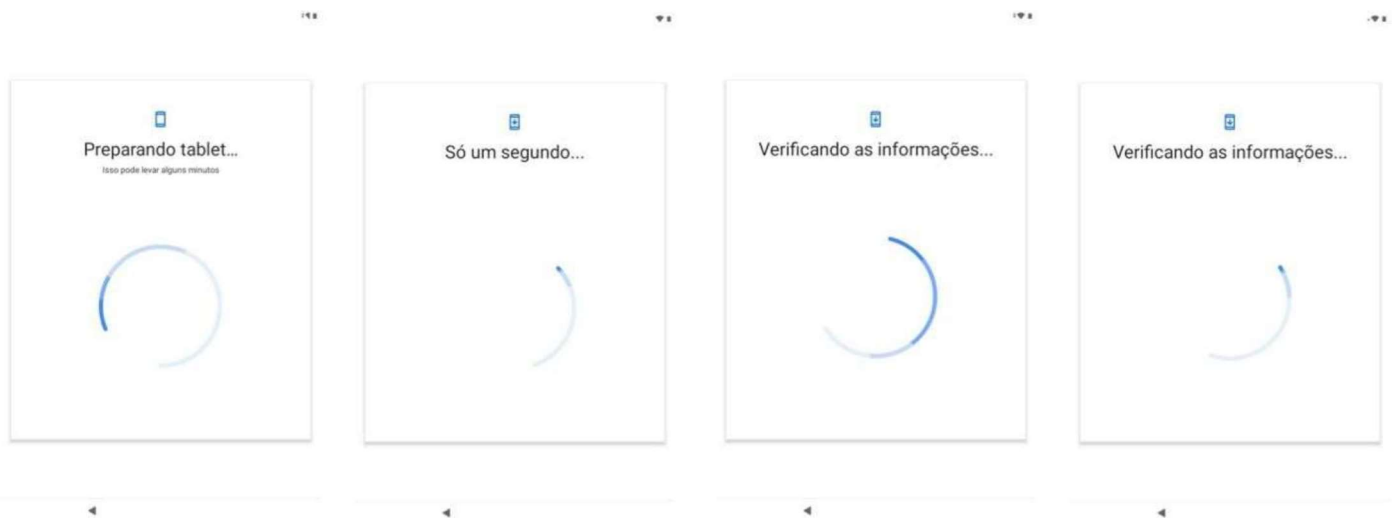 Preparando tablet...
Isso pode levar alguns minutos
Só um segundo...
Verificando as informações...
Verificando as informações...